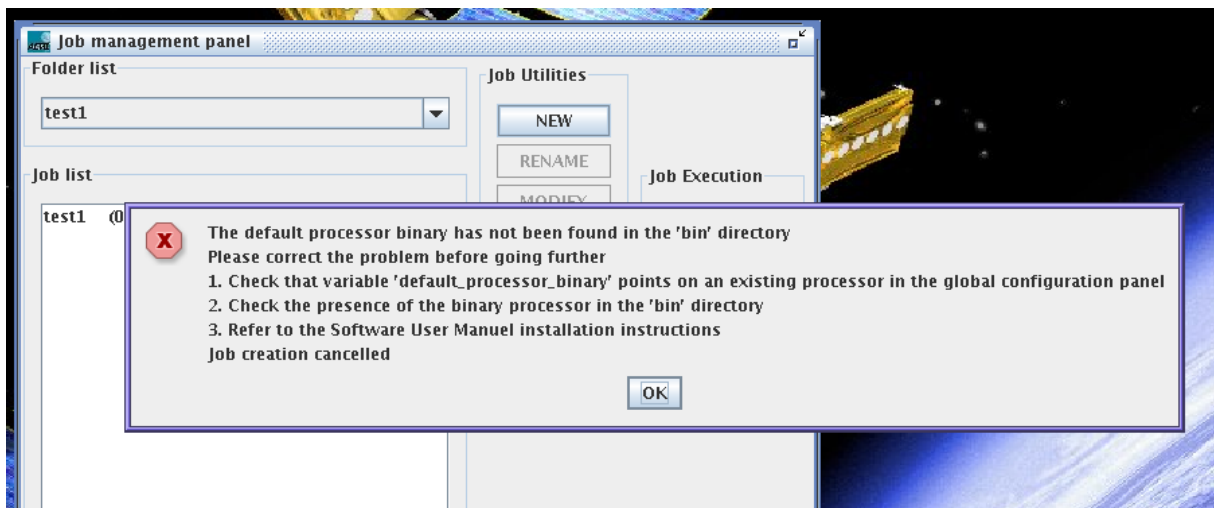 Job management panel
Folder list
test1
Job Utilities
NEW
RENAME
MODIFY
Job list
test1 (0
Job Execution
The default processor binary has not been found in the 'bin' directory
Please correct the problem before going further
1. Check that variable 'default_processor_binary' points on an existing processor in the global configuration panel
2. Check the presence of the binary processor in the 'bin' directory
3. Refer to the Software User Manuel installation instructions
Job creation cancelled
OK